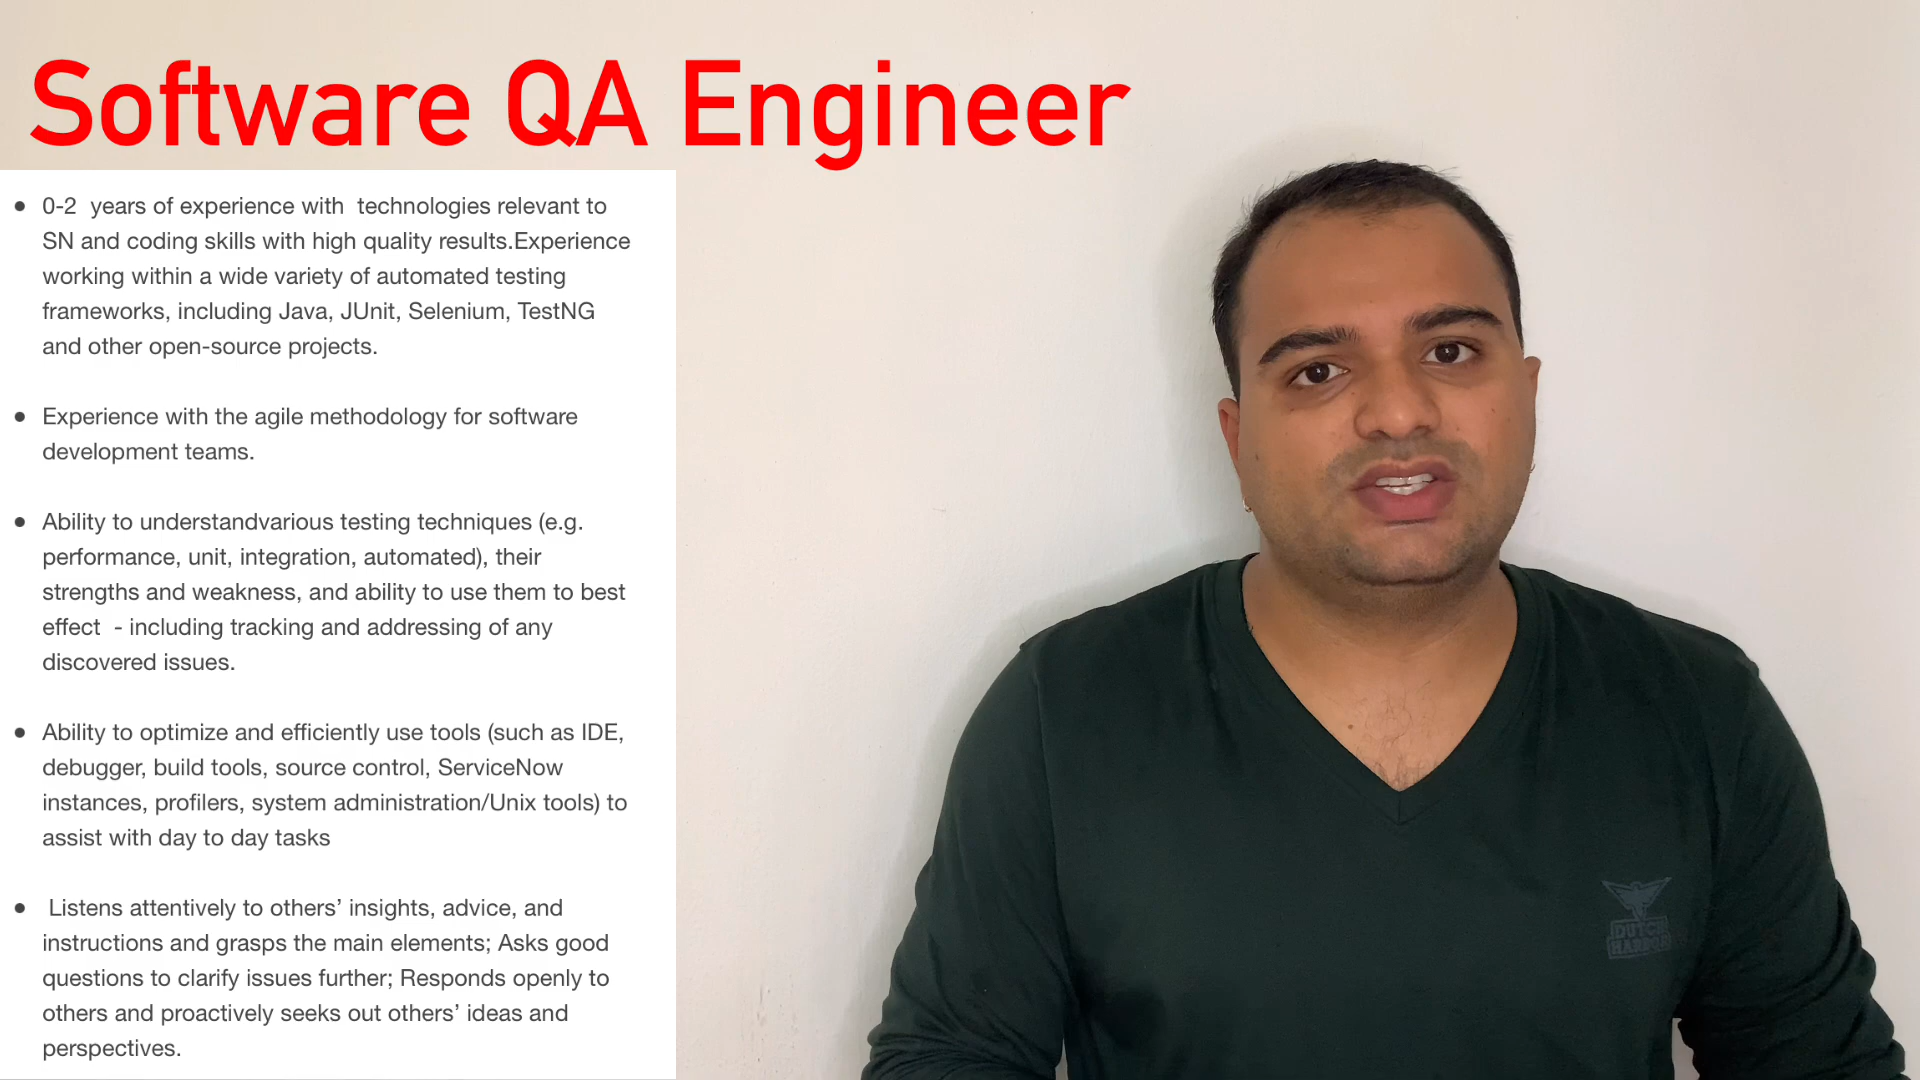 Software QA Engineer
● 0-2 years of experience with technologies relevant to
SN and coding skills with high quality results.Experience
working within a wide variety of automated testing
frameworks, including Java, JUnit, Selenium, TestNG
and other open-source projects.
● Experience with the agile methodology for software
development teams.
● Ability to understandvarious testing techniques (e.g.
performance, unit, integration, automated), their
strengths and weakness, and ability to use them to best
effect - including tracking and addressing of any
discovered issues.
● Ability to optimize and efficiently use tools (such as IDE,
debugger, build tools, source control, ServiceNow
instances, profilers, system administration/Unix tools) to
assist with day to day tasks
● Listens attentively to others’ insights, advice, and
instructions and grasps the main elements; Asks good
questions to clarify issues further; Responds openly to
others and proactively seeks out others’ ideas and
perspectives.
DUTCH
HARBOR